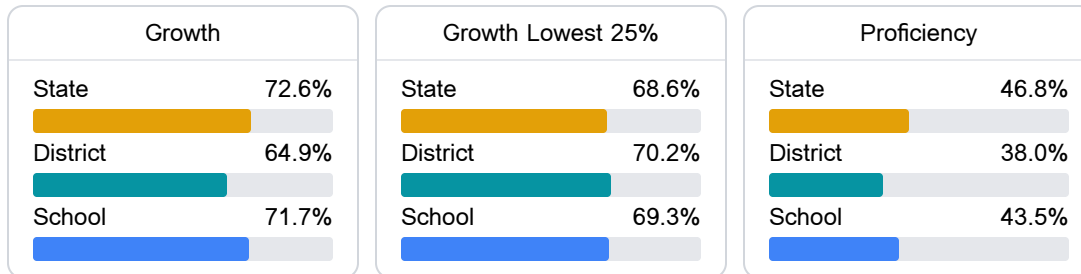 Growth
State 72.6%
District 64.9%
School 71.7%
Growth Lowest 25%
State 68.6%
District 70.2%
School 69.3%
Proficiency
State 46.8%
District 38.0%
School 43.5%